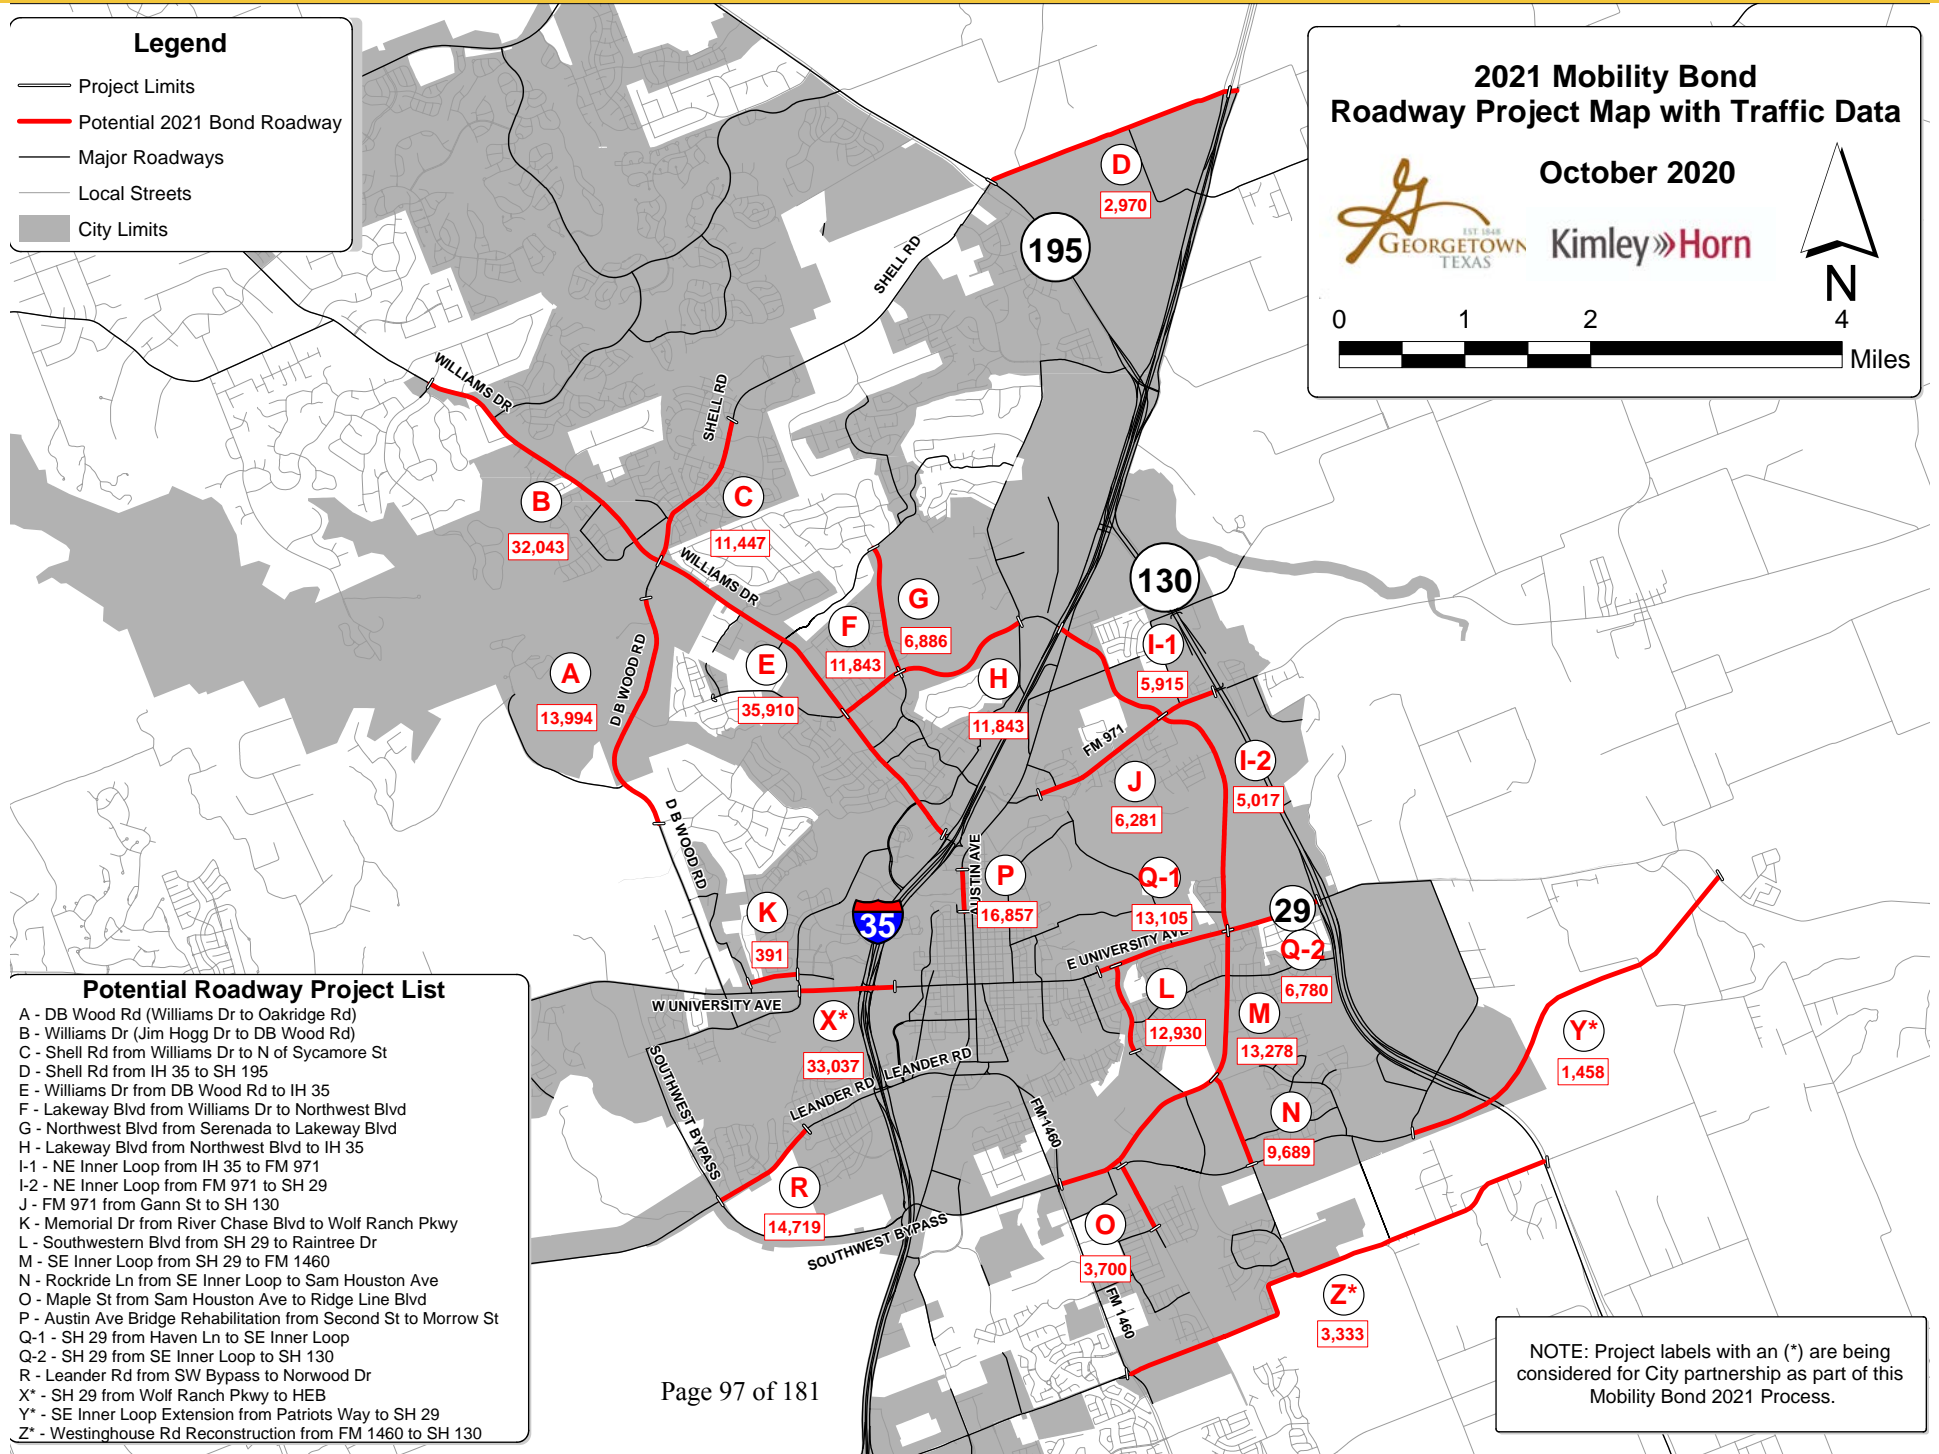 Legend
Project Limits
Potential 2021 Bond Roadway
Major Roadways
Local Streets
City Limits
2021 Mobility Bond
Roadway Project Map with Traffic Data
October 2020
EST. 1848
GEORGETOWN
TEXAS
Kimley»Horn
N
0 1 2 4
Miles
D
2,970
195
SHELL RD
WILLIAMS DR
SHELL RD
B
32,043
C
11,447
WILLIAMS DR
130
G
6,886
F
11,843
I-1
5,915
E
35,910
H
11,843
A
13,994
D B WOOD RD
FM 971
I-2
5,017
J
6,281
D B WOOD RD
AUSTIN AVE
P
16,857
Q-1
13,105
29
K
391
35
E UNIVERSITY AVE
Q-2
6,780
L
12,930
M
13,278
W UNIVERSITY AVE
X*
33,037
Y*
1,458
SOUTHWEST BYPASS
LEANDER RD
LEANDER RD
FM 1460
N
9,689
R
14,719
SOUTHWEST BYPASS
O
3,700
FM 1460
Z*
3,333
Potential Roadway Project List
A - DB Wood Rd (Williams Dr to Oakridge Rd)
B - Williams Dr (Jim Hogg Dr to DB Wood Rd)
C - Shell Rd from Williams Dr to N of Sycamore St
D - Shell Rd from IH 35 to SH 195
E - Williams Dr from DB Wood Rd to IH 35
F - Lakeway Blvd from Williams Dr to Northwest Blvd
G - Northwest Blvd from Serenada to Lakeway Blvd
H - Lakeway Blvd from Northwest Blvd to IH 35
I-1 - NE Inner Loop from IH 35 to FM 971
I-2 - NE Inner Loop from FM 971 to SH 29
J - FM 971 from Gann St to SH 130
K - Memorial Dr from River Chase Blvd to Wolf Ranch Pkwy
L - Southwestern Blvd from SH 29 to Raintree Dr
M - SE Inner Loop from SH 29 to FM 1460
N - Rockride Ln from SE Inner Loop to Sam Houston Ave
O - Maple St from Sam Houston Ave to Ridge Line Blvd
P - Austin Ave Bridge Rehabilitation from Second St to Morrow St
Q-1 - SH 29 from Haven Ln to SE Inner Loop
Q-2 - SH 29 from SE Inner Loop to SH 130
R - Leander Rd from SW Bypass to Norwood Dr
X* - SH 29 from Wolf Ranch Pkwy to HEB
Y* - SE Inner Loop Extension from Patriots Way to SH 29
Z* - Westinghouse Rd Reconstruction from FM 1460 to SH 130
Page 97 of 181
NOTE: Project labels with an (*) are being
considered for City partnership as part of this
Mobility Bond 2021 Process.